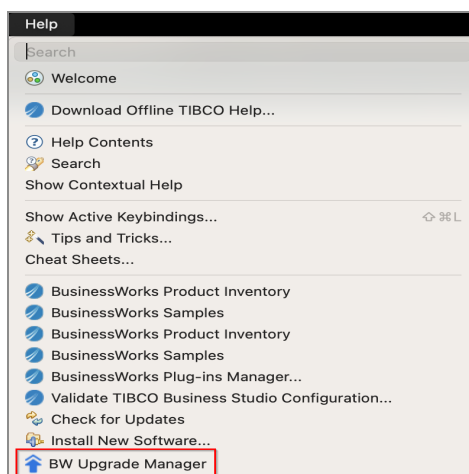 Help
Search
Welcome
Download Offline TIBCO Help...
Help Contents
Search
Show Contextual Help
Show Active Keybindings... ⇧⌘L
Tips and Tricks...
Cheat Sheets...
BusinessWorks Product Inventory
BusinessWorks Samples
BusinessWorks Product Inventory
BusinessWorks Samples
BusinessWorks Plug-ins Manager...
Validate TIBCO Business Studio Configuration...
Check for Updates
Install New Software...
BW Upgrade Manager